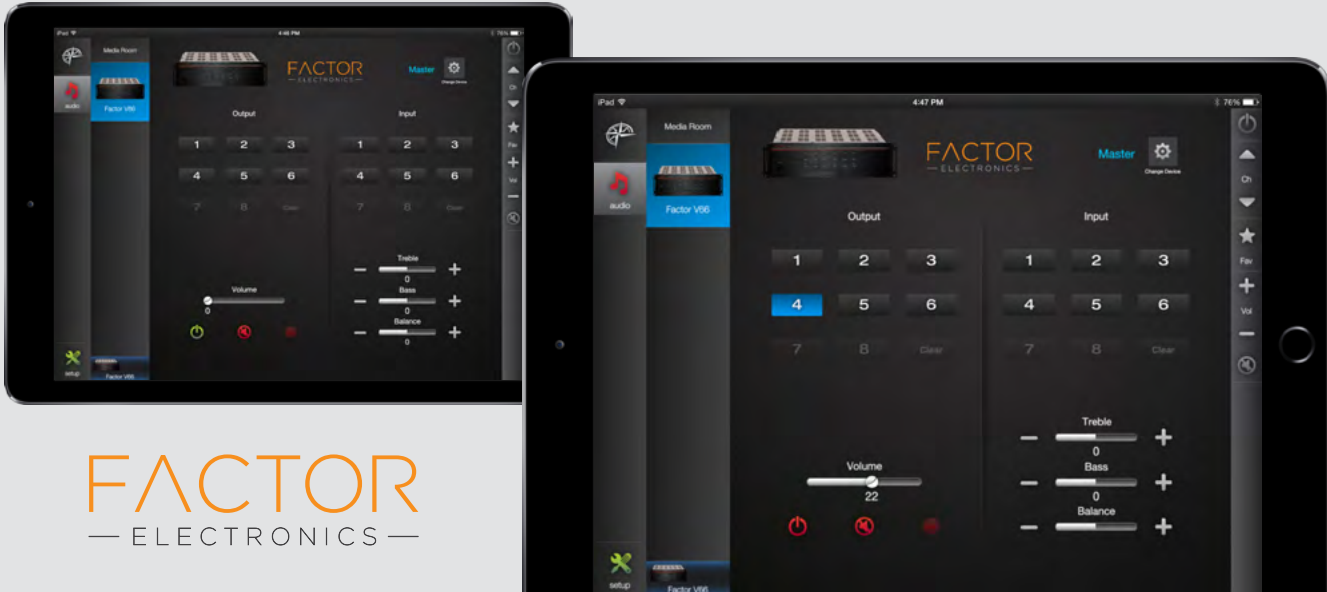 iPad
4:46 PM
76%
Media Room
FACTOR
ELECTRONICS
Master
Change Device
Ch
audio
Factor V66
Output
Input
1 2 3
1 2 3
Fav
4 5 6
4 5 6
Vol
7 8 Clear
7 8 Clear
Treble
0
Volume
0
Bass
0
Balance
0
setup
Factor V66
iPad
4:47 PM
76%
Media Room
FACTOR
ELECTRONICS
Master
Change Device
Ch
audio
Factor V66
Output
Input
Fav
1 2 3
1 2 3
4 5 6
4 5 6
Vol
7 8 Clear
7 8 Clear
Treble
0
Volume
22
Bass
0
Balance
setup
Factor V66
FACTOR
ELECTRONICS